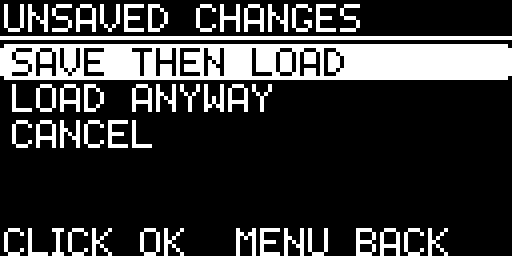 UNSAVED CHANGES
SAVE THEN LOAD
LOAD ANYWAY
CANCEL
CLICK OK  MENU BACK